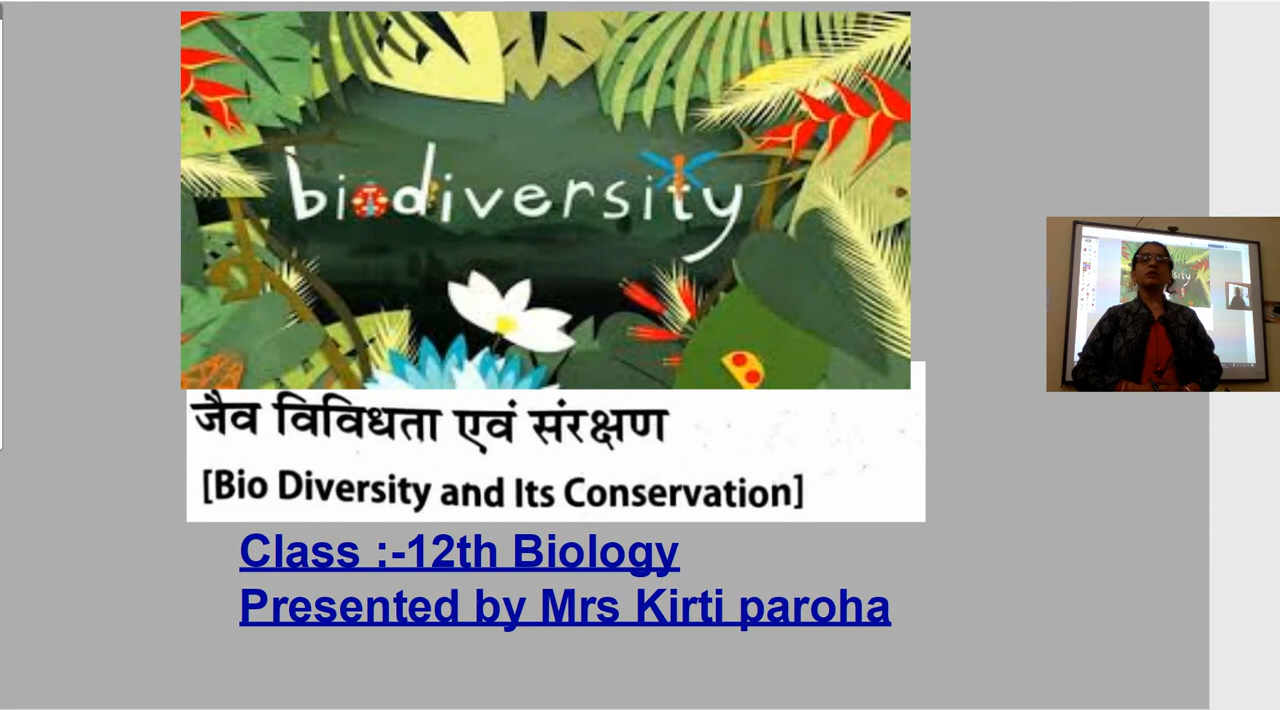 biodiversity
जैव विविधता एवं संरक्षण
[Bio Diversity and Its Conservation]
Class :-12th Biology
Presented by Mrs Kirti paroha